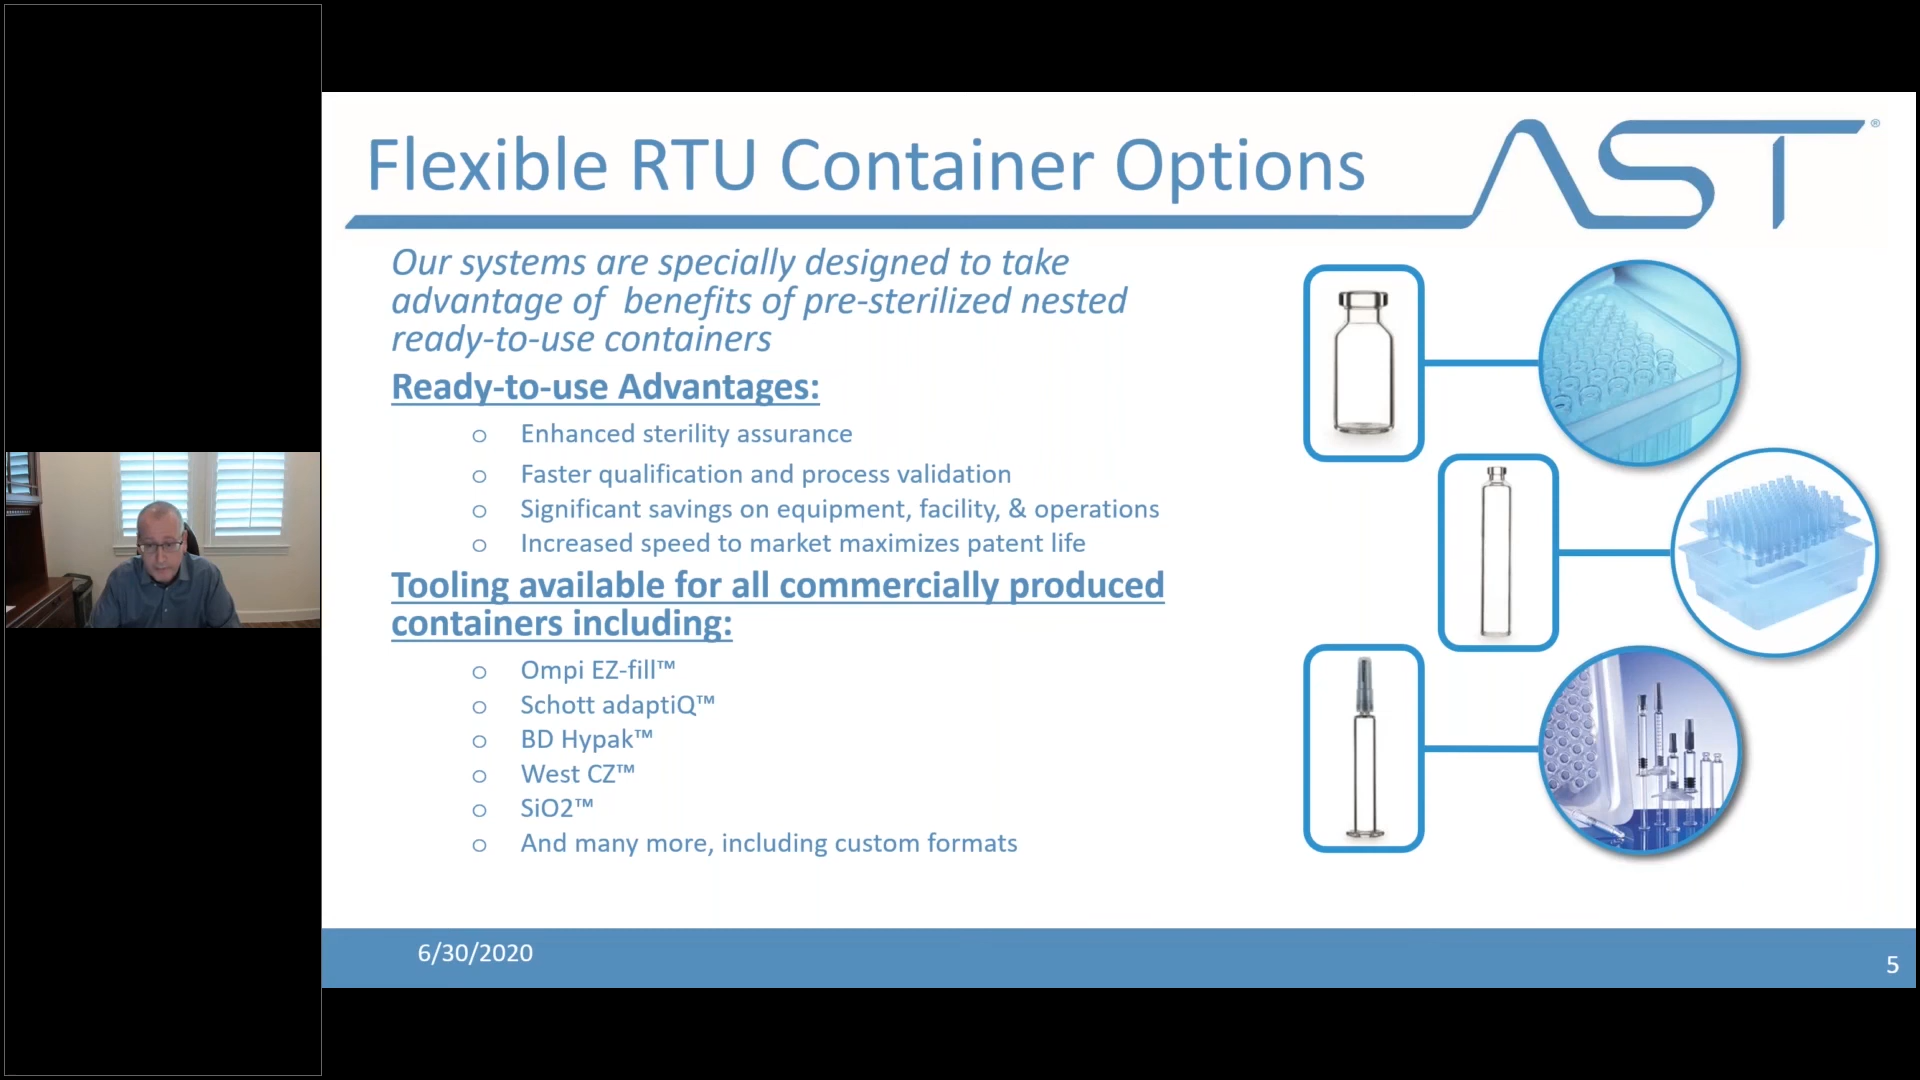 Flexible RTU Container Options
AST®
Our systems are specially designed to take
advantage of  benefits of pre-sterilized nested
ready-to-use containers
Ready-to-use Advantages:
o Enhanced sterility assurance
o Faster qualification and process validation
o Significant savings on equipment, facility, & operations
o Increased speed to market maximizes patent life
Tooling available for all commercially produced
containers including:
o Ompi EZ-fill™
o Schott adaptiQ™
o BD Hypak™
o West CZ™
o SiO2™
o And many more, including custom formats
6/30/2020
5